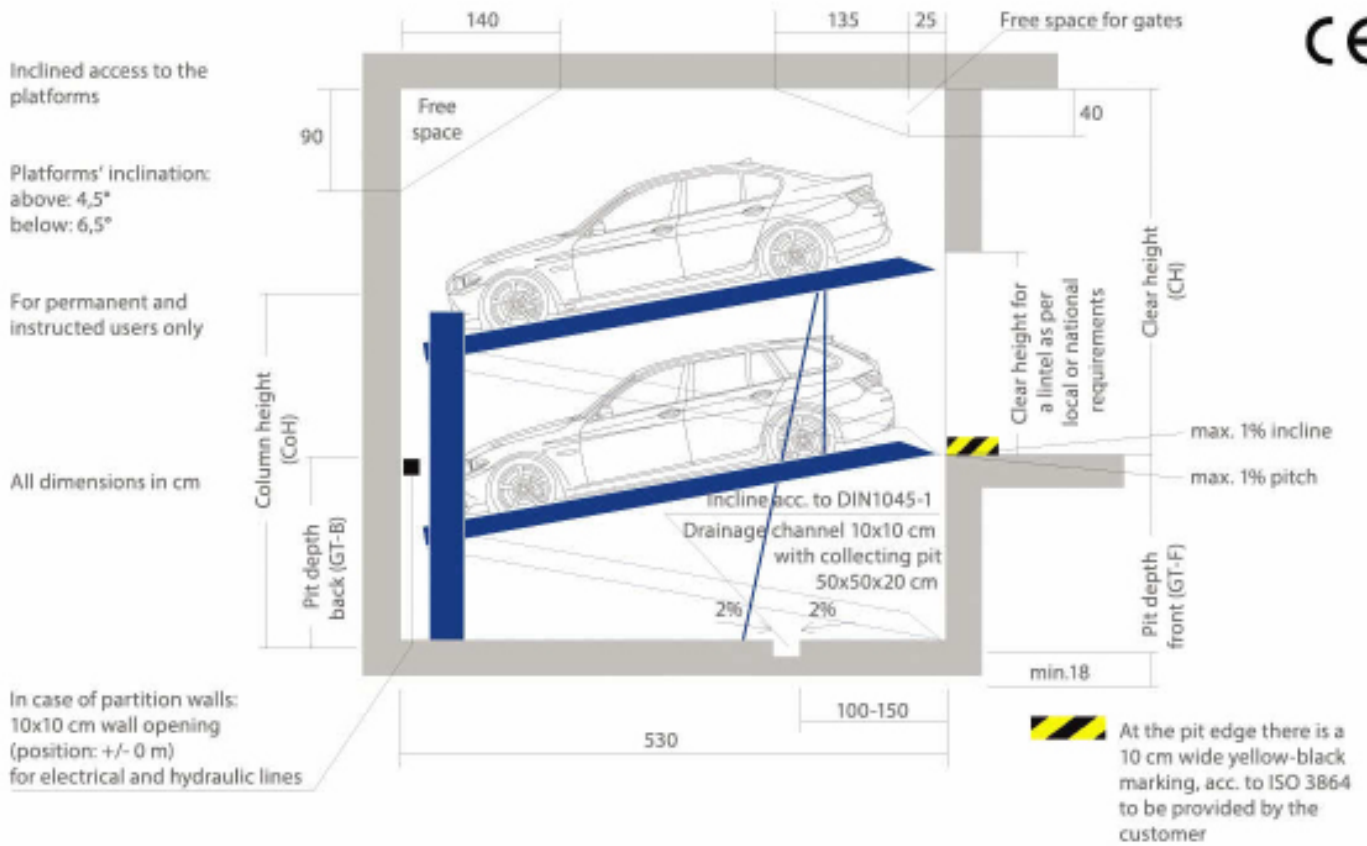 140
135
25
Free space for gates
CE
Inclined access to the
platforms
Free
space
90
40
Platforms' inclination:
above: 4,5°
below: 6,5°
For permanent and
instructed users only
Clear height for
a lintel as per
local or national
requirements
Clear height
(CH)
Column height
(CoH)
max. 1% incline
max. 1% pitch
All dimensions in cm
Incline acc. to DIN1045-1
Drainage channel 10x10 cm
with collecting pit
50x50x20 cm
Pit depth
back (GT-B)
2%
2%
Pit depth
front (GT-F)
min.18
In case of partition walls:
10x10 cm wall opening
(position: +/- 0 m)
for electrical and hydraulic lines
100-150
530
At the pit edge there is a
10 cm wide yellow-black
marking, acc. to ISO 3864
to be provided by the
customer